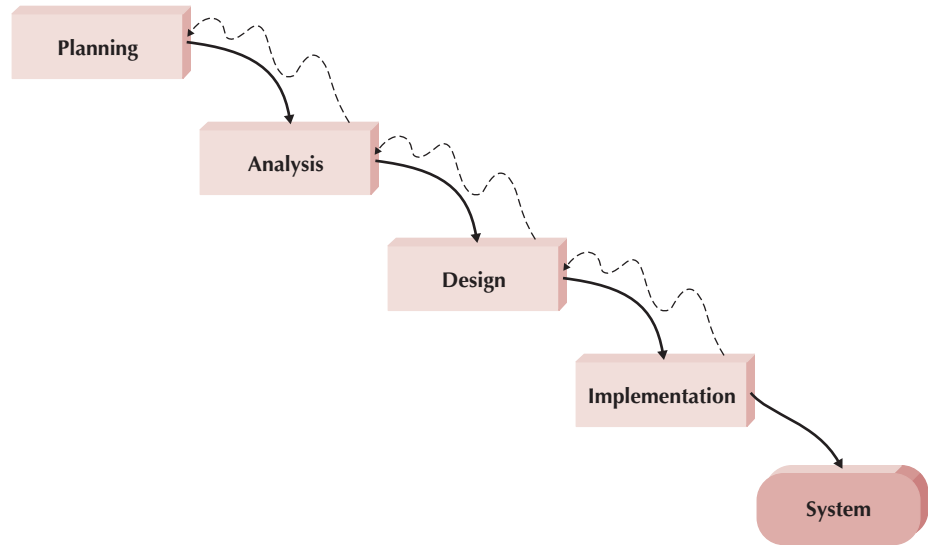 Planning
Analysis
Design
Implementation
System